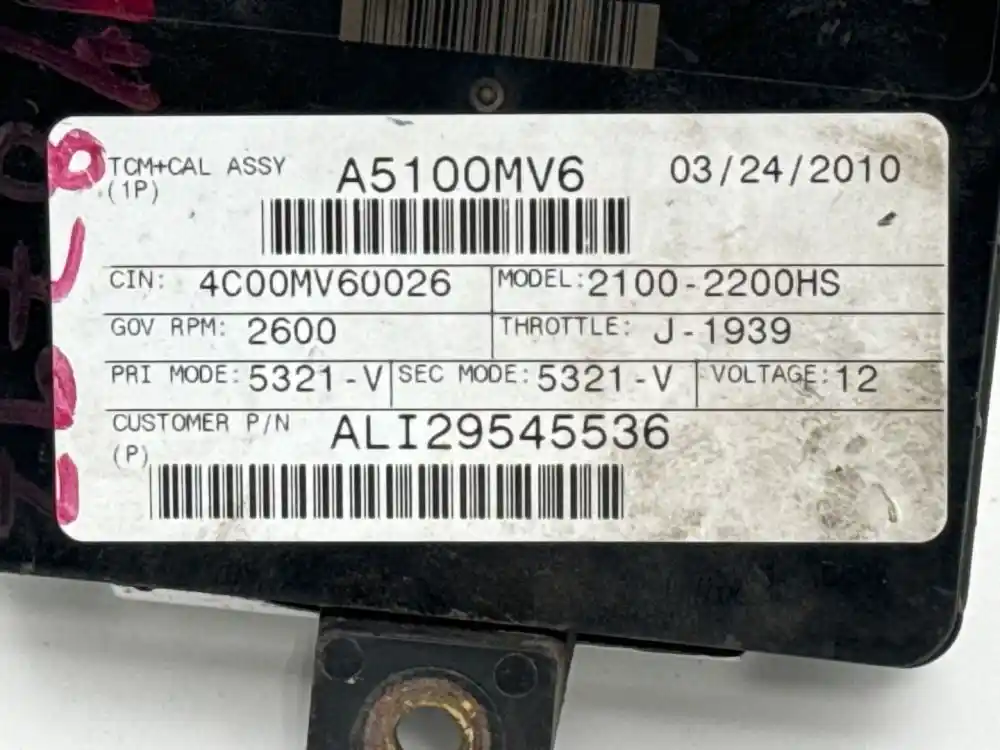 TCM+CAL ASSY A5100MV6 03/24/2010
(1P)
CIN: 4C00MV60026 MODEL: 2100-2200HS
GOV RPM: 2600 THROTTLE: J-1939
PRI MODE: 5321-V SEC MODE: 5321-V VOLTAGE: 12
CUSTOMER P/N ALI29545536
(P)